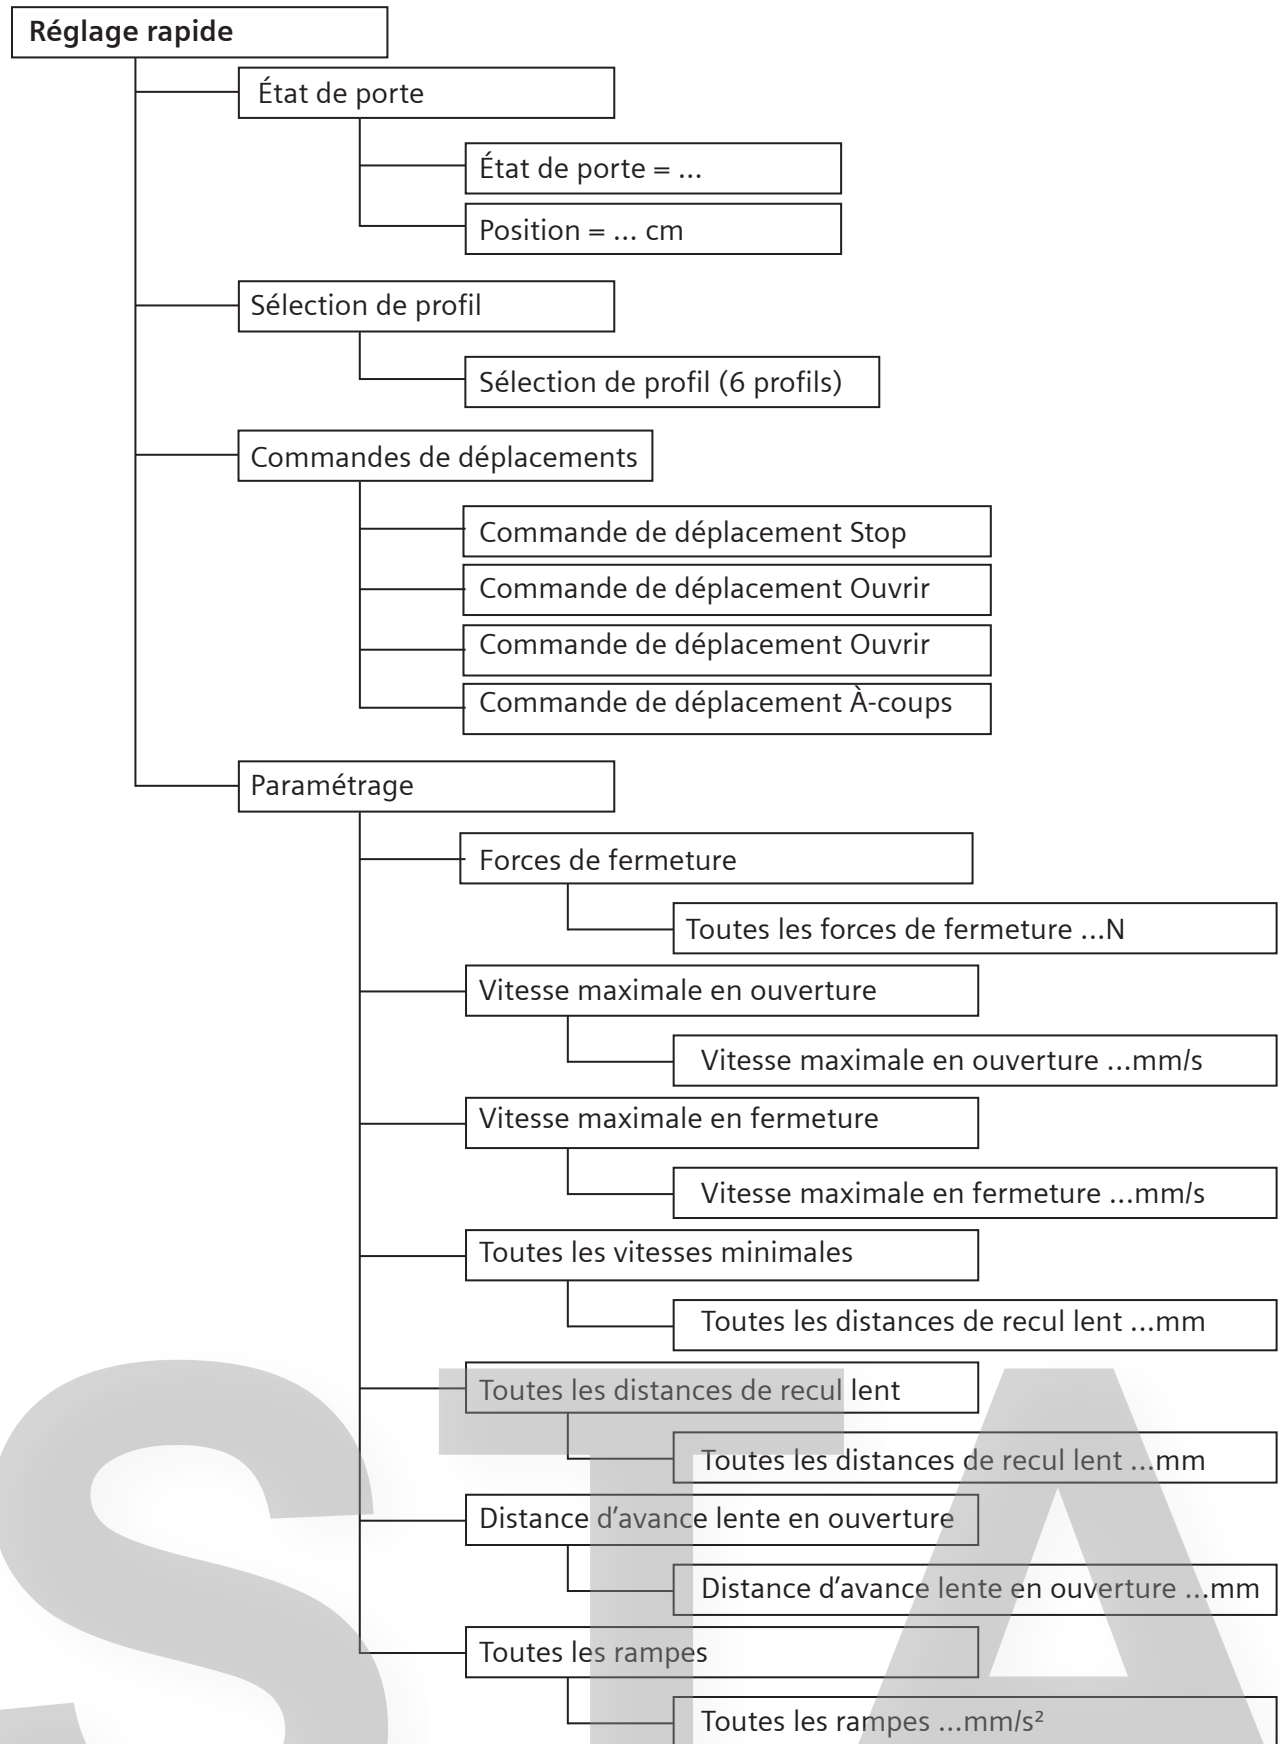 Réglage rapide
État de porte
État de porte = ...
Position = ... cm
Sélection de profil
Sélection de profil (6 profils)
Commandes de déplacements
Commande de déplacement Stop
Commande de déplacement Ouvrir
Commande de déplacement Ouvrir
Commande de déplacement À-coups
Paramétrage
Forces de fermeture
Toutes les forces de fermeture ...N
Vitesse maximale en ouverture
Vitesse maximale en ouverture ...mm/s
Vitesse maximale en fermeture
Vitesse maximale en fermeture ...mm/s
Toutes les vitesses minimales
Toutes les distances de recul lent ...mm
Toutes les distances de recul lent
Toutes les distances de recul lent ...mm
Distance d’avance lente en ouverture
Distance d’avance lente en ouverture ...mm
Toutes les rampes
Toutes les rampes ...mm/s²
STA